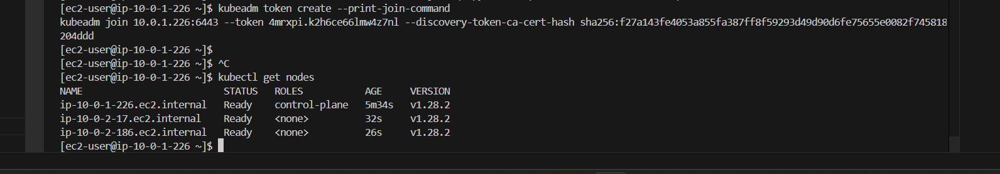 [ec2-user@ip-10-0-1-226 ~]$ kubeadm token create --print-join-command
kubeadm join 10.0.1.226:6443 --token 4mrxpi.k2h6ce66lmw4z7nl --discovery-token-ca-cert-hash sha256:f27a143fe4053a855fa387ff8f59293d49d90d6fe75655e0082f745818
204ddd
[ec2-user@ip-10-0-1-226 ~]$
[ec2-user@ip-10-0-1-226 ~]$ ^C
[ec2-user@ip-10-0-1-226 ~]$ kubectl get nodes
NAME STATUS ROLES AGE VERSION
ip-10-0-1-226.ec2.internal Ready control-plane 5m34s v1.28.2
ip-10-0-2-17.ec2.internal Ready <none> 32s v1.28.2
ip-10-0-2-186.ec2.internal Ready <none> 26s v1.28.2
[ec2-user@ip-10-0-1-226 ~]$